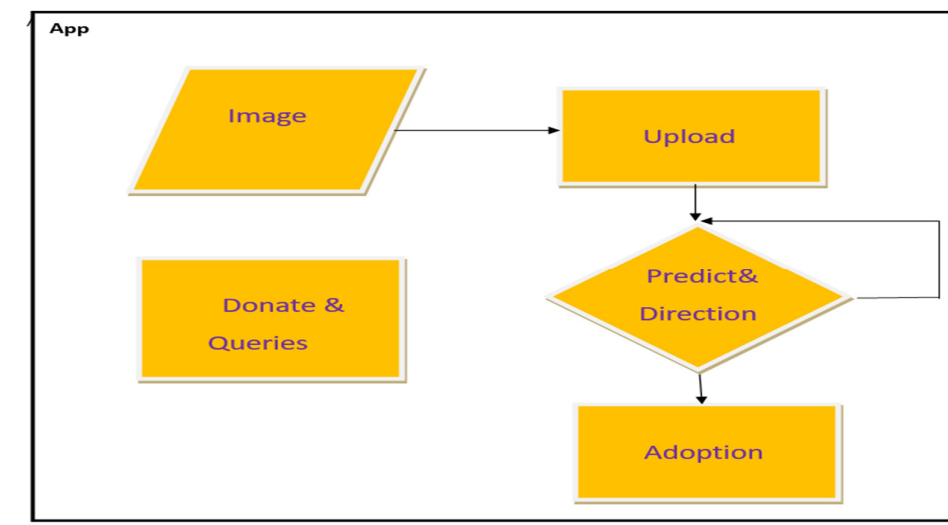 App
Image
Upload
Predict&
Direction
Donate &
Queries
Adoption